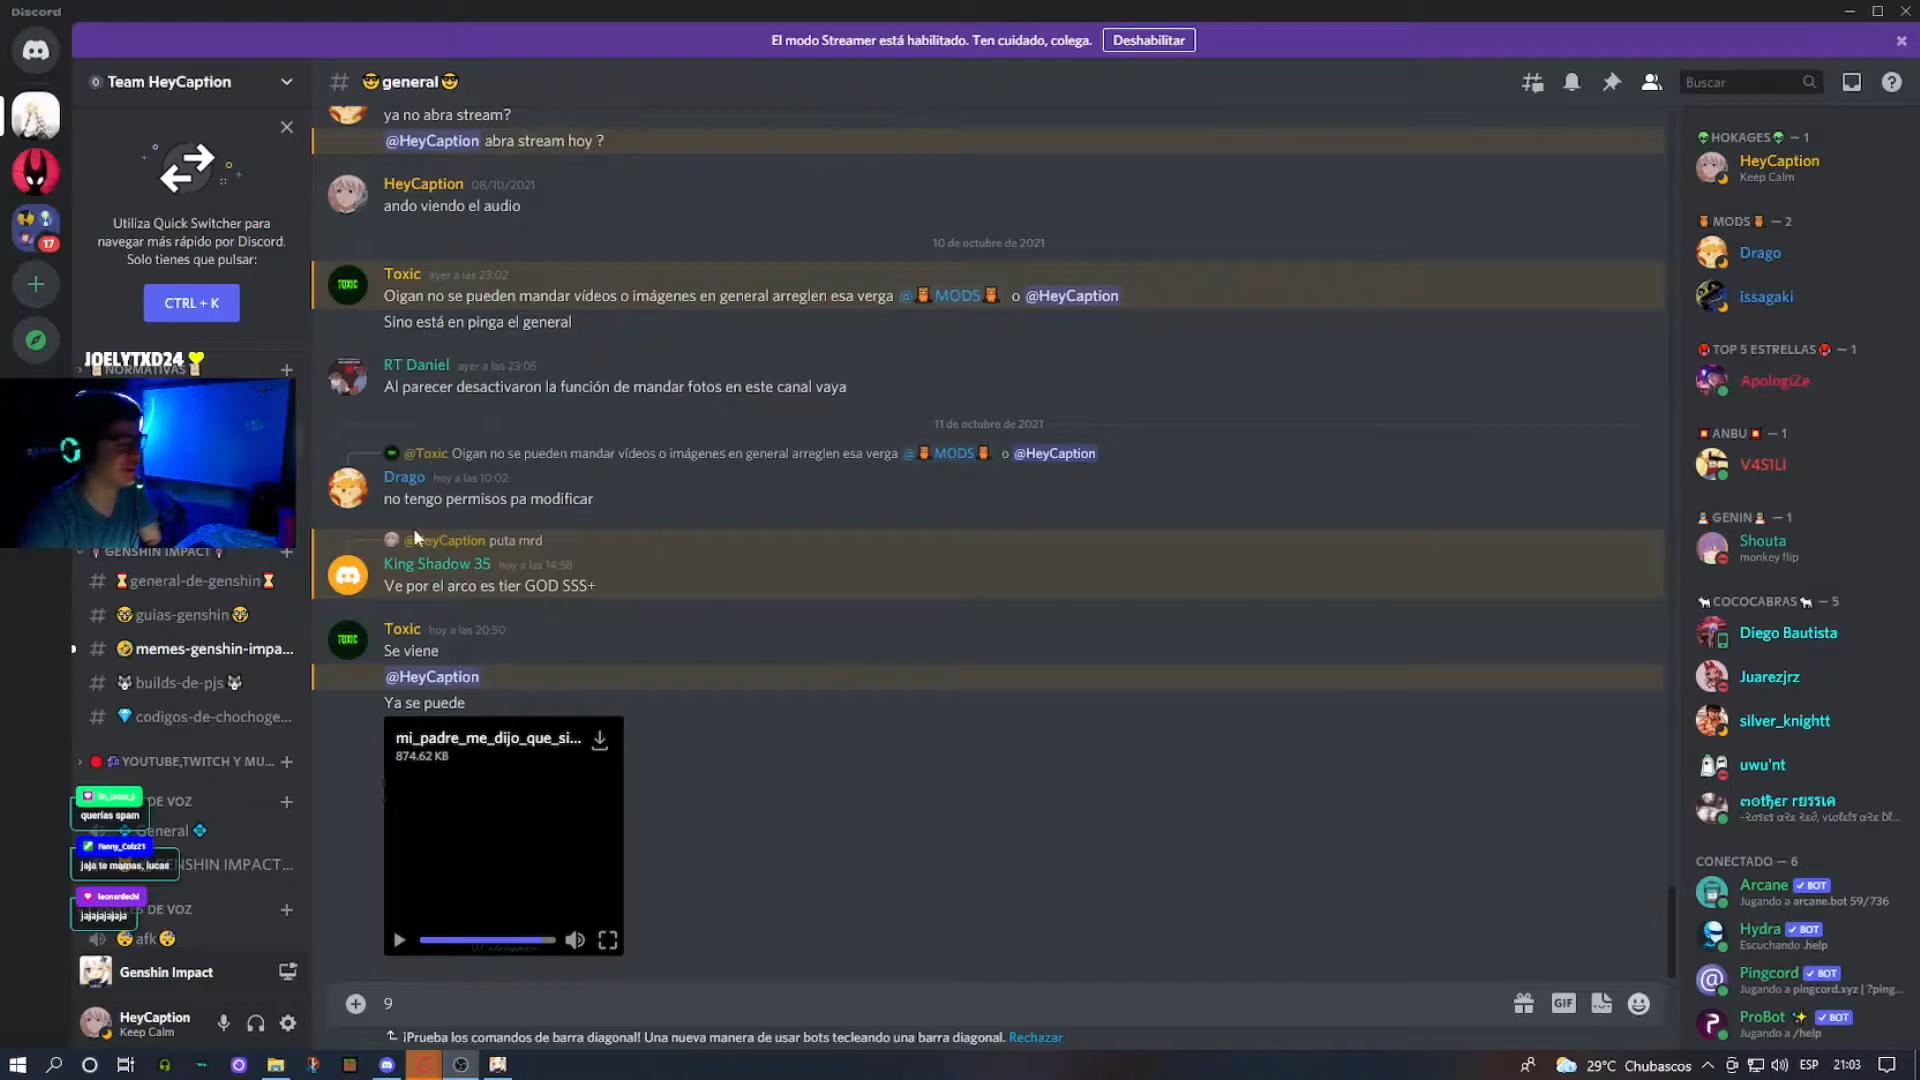 Discord
El modo Streamer está habilitado. Ten cuidado, colega.
Deshabilitar
Team HeyCaption
general
Buscar
Utiliza Quick Switcher para
navegar más rápido por Discord.
Solo tienes que pulsar:
CTRL + K
JOELYTXD24
NORMATIVAS
GENSHIN IMPACT
general-de-genshin
guias-genshin
memes-genshin-impa...
builds-de-pjs
codigos-de-chochoge...
YOUTUBE,TWITCH Y MU...
DE VOZ
querías spam
General
Fanny_Colz21
jaja te mamas, lucas
ENSHIN IMPACT...
leonardochi
DE VOZ
jajajajajaja
afk
Genshin Impact
HeyCaption
Keep Calm
17
ya no abra stream?
@HeyCaption abra stream hoy ?
HeyCaption 08/10/2021
ando viendo el audio
10 de octubre de 2021
TOXIC
Toxic ayer a las 23:02
Oigan no se pueden mandar vídeos o imágenes en general arreglen esa verga @MODS o @HeyCaption
Sino está en pinga el general
RT Daniel ayer a las 23:05
Al parecer desactivaron la función de mandar fotos en este canal vaya
11 de octubre de 2021
@Toxic Oigan no se pueden mandar vídeos o imágenes en general arreglen esa verga @MODS o @HeyCaption
Drago hoy a las 10:02
no tengo permisos pa modificar
@HeyCaption puta mrd
King Shadow 35 hoy a las 14:58
Ve por el arco es tier GOD SSS+
TOXIC
Toxic hoy a las 20:50
Se viene
@HeyCaption
Ya se puede
mi_padre_me_dijo_que_si...
874.62 KB
9
GIF
¡Prueba los comandos de barra diagonal! Una nueva manera de usar bots tecleando una barra diagonal. Rechazar
HOKAGES — 1
HeyCaption
Keep Calm
MODS — 2
Drago
issagaki
TOP 5 ESTRELLAS — 1
ApologiZe
ANBU — 1
V4S1LI
GENIN — 1
Shouta
monkey flip
COCOCABRAS — 5
Diego Bautista
Juarezjrz
silver_knightt
uwu'nt
CONECTADO — 6
Arcane BOT
Jugando a arcane.bot 59/736
Hydra BOT
Escuchando .help
Pingcord BOT
Jugando a pingcord.xyz | ?ping...
ProBot BOT
Jugando a /help
29°C Chubascos
ESP
21:03